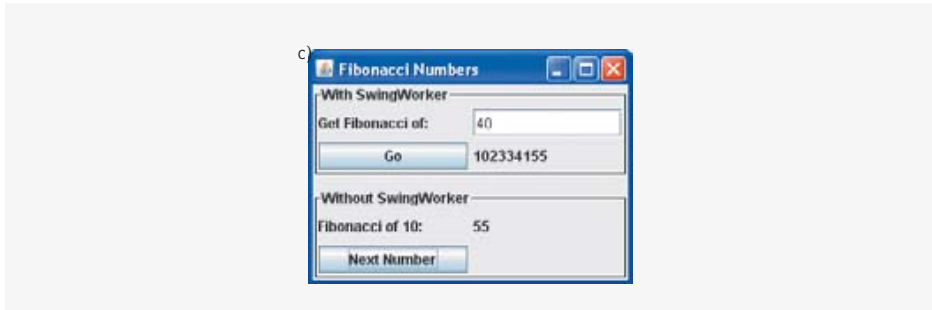 c)
Fibonacci Numbers
With SwingWorker
Get Fibonacci of: 40
Go 102334155
Without SwingWorker
Fibonacci of 10: 55
Next Number